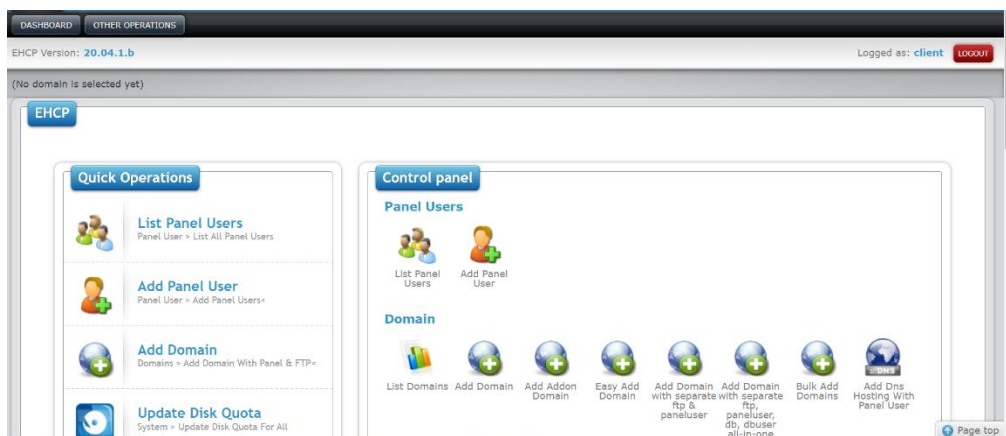 DASHBOARD OTHER OPERATIONS
EHCP Version: 20.04.1.b Logged as: client LOGOUT
(No domain is selected yet)
EHCP
Quick Operations
List Panel Users
Panel User > List All Panel Users
Add Panel User
Panel User > Add Panel Users<
Add Domain
Domains > Add Domain With Panel & FTP<
Update Disk Quota
System > Update Disk Quota For All
Control panel
Panel Users
List Panel
Users
Add Panel
User
Domain
List Domains
Add Domain
Add Addon
Domain
Easy Add
Domain
Add Domain
with separate
ftp &
paneluser
Add Domain
with separate
ftp,
paneluser,
db, dbuser
all-in-one
Bulk Add
Domains
DNS
Add Dns
Hosting With
Panel User
Page top